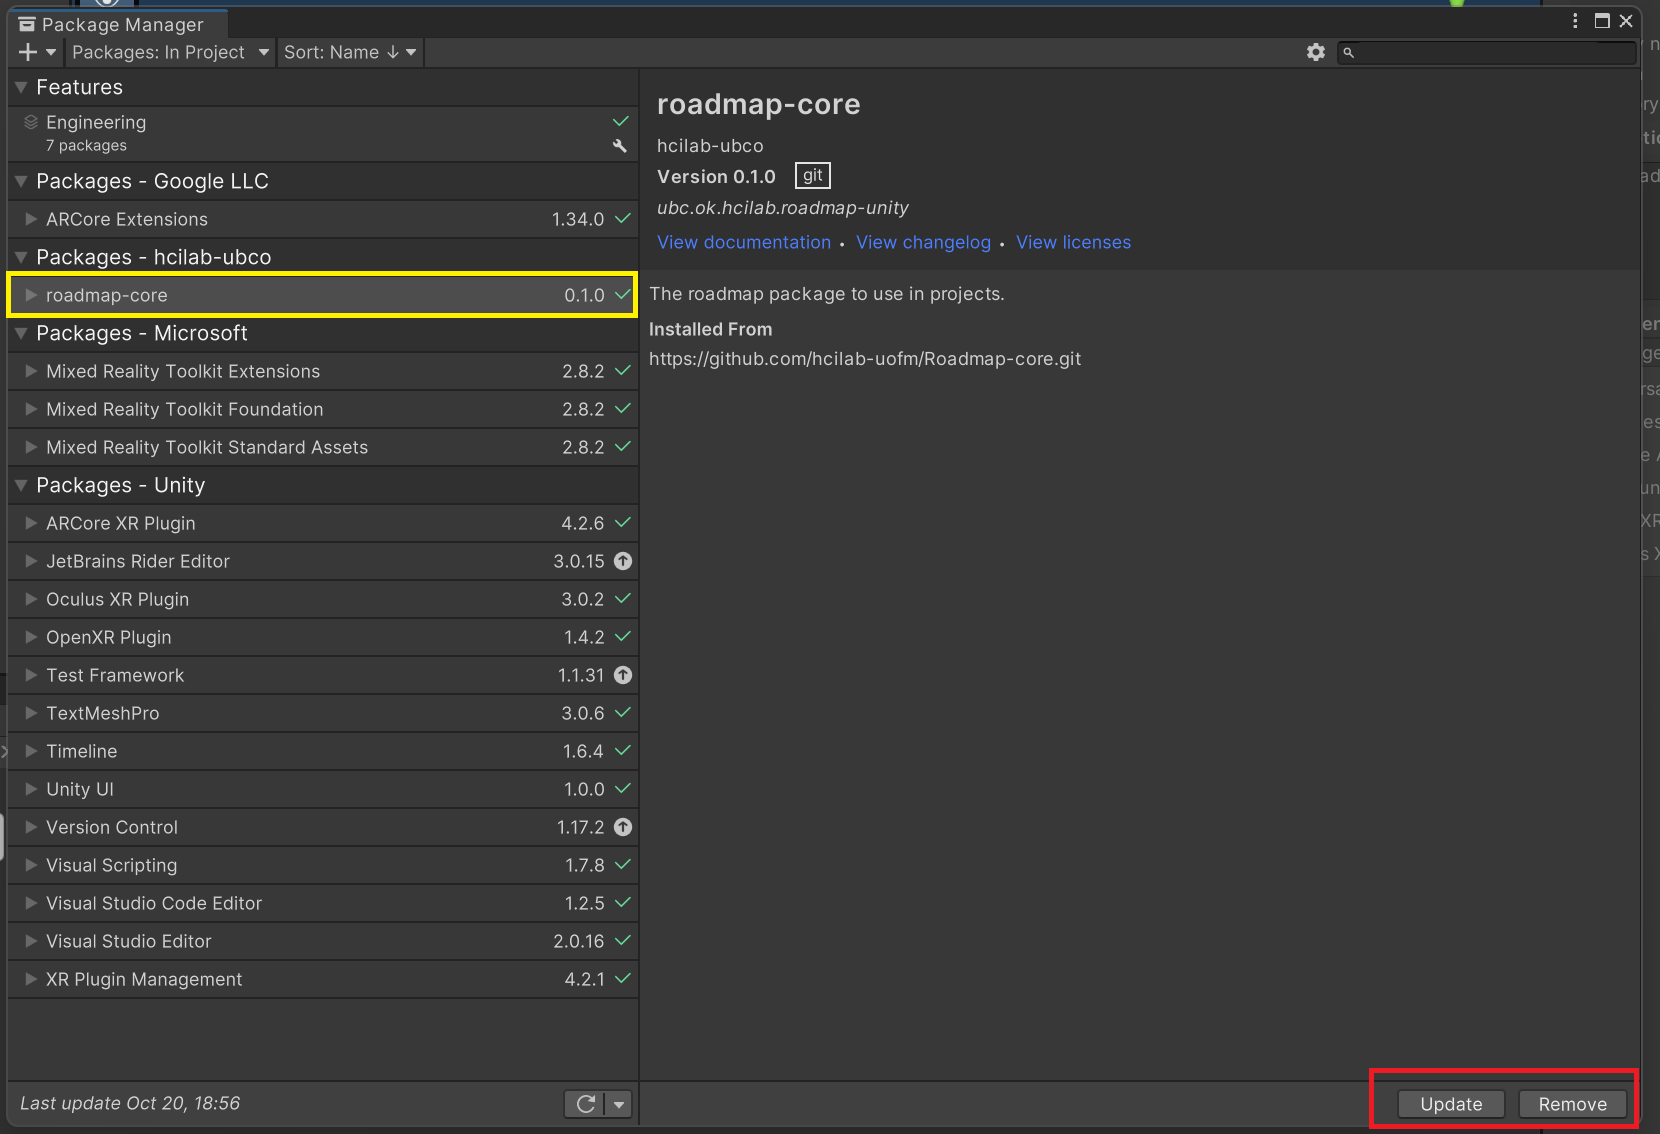 Package Manager
Packages: In Project
Sort: Name ↓
Features
Engineering
7 packages
Packages - Google LLC
ARCore Extensions 1.34.0
Packages - hcilab-ubco
roadmap-core 0.1.0
Packages - Microsoft
Mixed Reality Toolkit Extensions 2.8.2
Mixed Reality Toolkit Foundation 2.8.2
Mixed Reality Toolkit Standard Assets 2.8.2
Packages - Unity
ARCore XR Plugin 4.2.6
JetBrains Rider Editor 3.0.15
Oculus XR Plugin 3.0.2
OpenXR Plugin 1.4.2
Test Framework 1.1.31
TextMeshPro 3.0.6
Timeline 1.6.4
Unity UI 1.0.0
Version Control 1.17.2
Visual Scripting 1.7.8
Visual Studio Code Editor 1.2.5
Visual Studio Editor 2.0.16
XR Plugin Management 4.2.1
Last update Oct 20, 18:56
roadmap-core
hcilab-ubco
Version 0.1.0 git
ubc.ok.hcilab.roadmap-unity
View documentation • View changelog • View licenses
The roadmap package to use in projects.
Installed From
https://github.com/hcilab-uofm/Roadmap-core.git
Update Remove